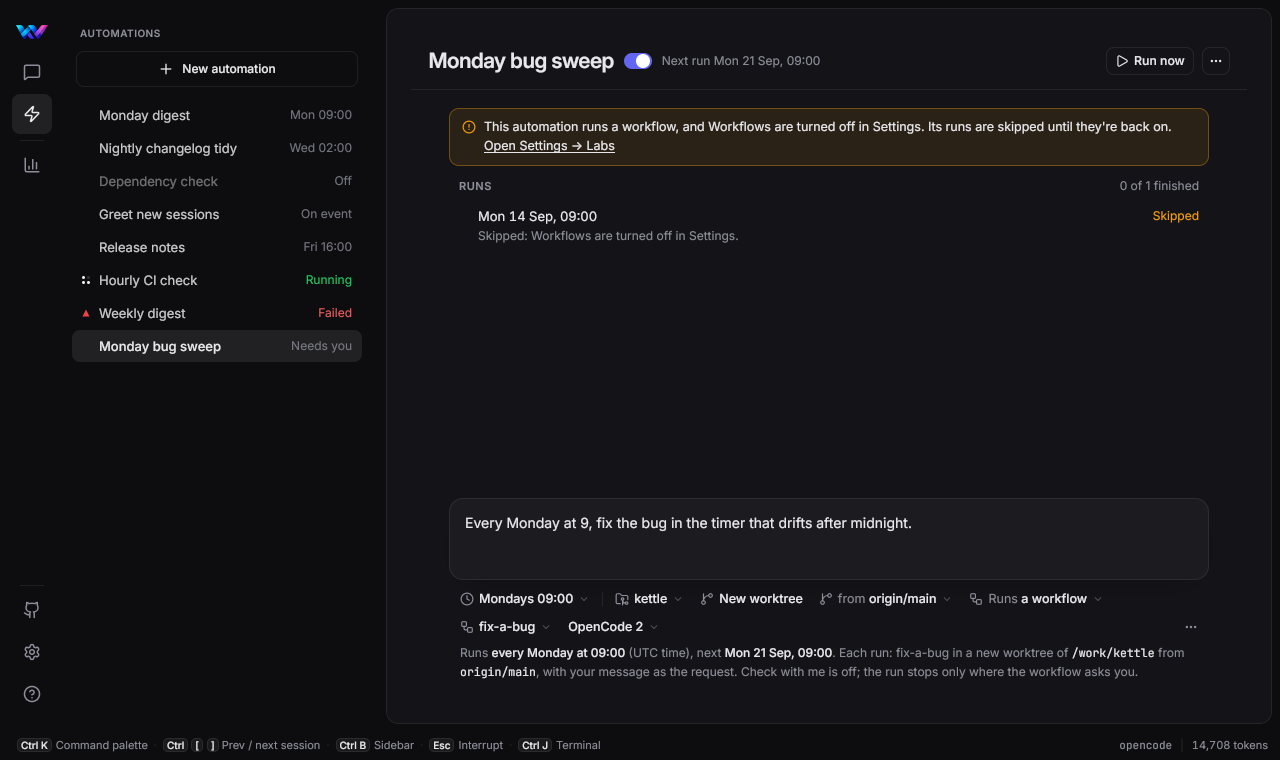 AUTOMATIONS
New automation
Monday digest Mon 09:00
Nightly changelog tidy Wed 02:00
Dependency check Off
Greet new sessions On event
Release notes Fri 16:00
Hourly CI check Running
Weekly digest Failed
Monday bug sweep Needs you
Monday bug sweep Next run Mon 21 Sep, 09:00 Run now
This automation runs a workflow, and Workflows are turned off in Settings. Its runs are skipped until they're back on.
Open Settings → Labs
RUNS 0 of 1 finished
Mon 14 Sep, 09:00 Skipped
Skipped: Workflows are turned off in Settings.
Every Monday at 9, fix the bug in the timer that drifts after midnight.
Mondays 09:00 kettle New worktree from origin/main Runs a workflow
fix-a-bug OpenCode 2
Runs every Monday at 09:00 (UTC time), next Mon 21 Sep, 09:00. Each run: fix-a-bug in a new worktree of /work/kettle from
origin/main, with your message as the request. Check with me is off; the run stops only where the workflow asks you.
Ctrl K Command palette · Ctrl [ ] Prev / next session · Ctrl B Sidebar · Esc Interrupt · Ctrl J Terminal opencode 14,708 tokens